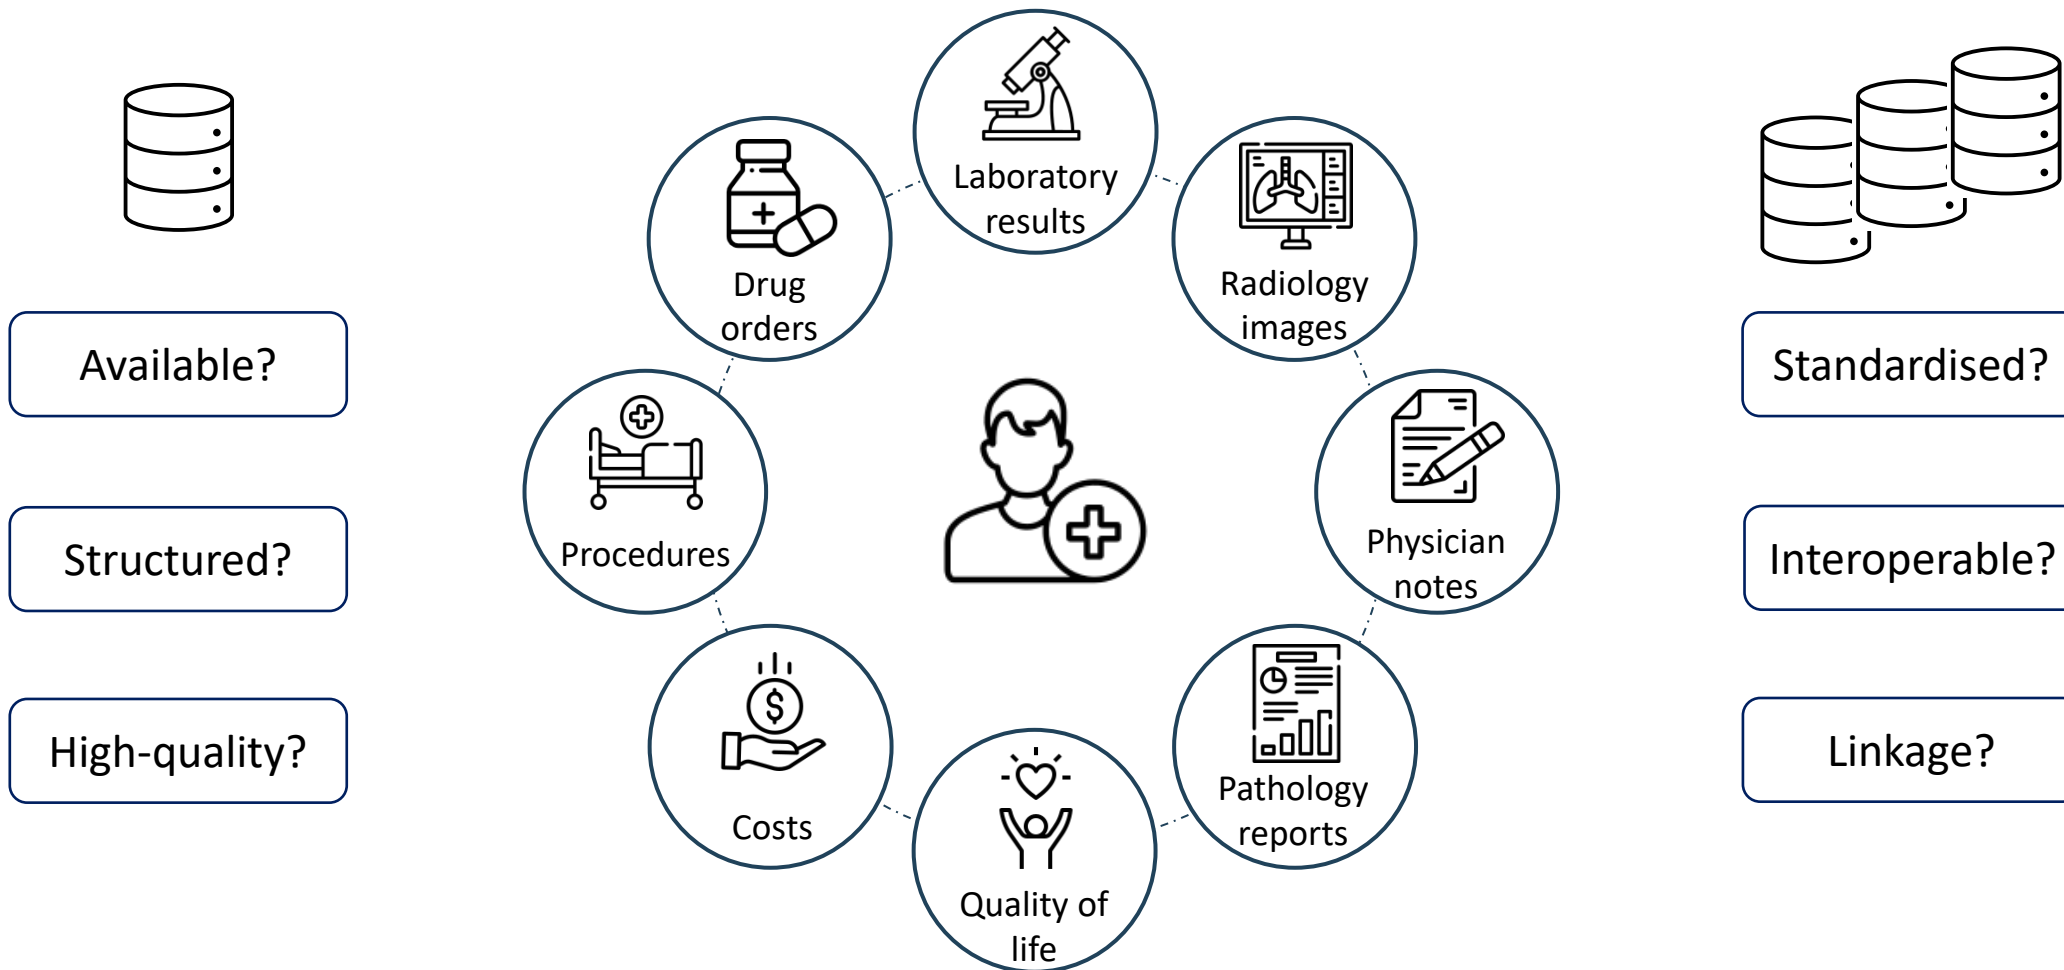 Available?
Structured?
High-quality?
Laboratory
results
Radiology
images
Physician
notes
Pathology
reports
Quality of
life
$
Costs
Procedures
Drug
orders
Standardised?
Interoperable?
Linkage?